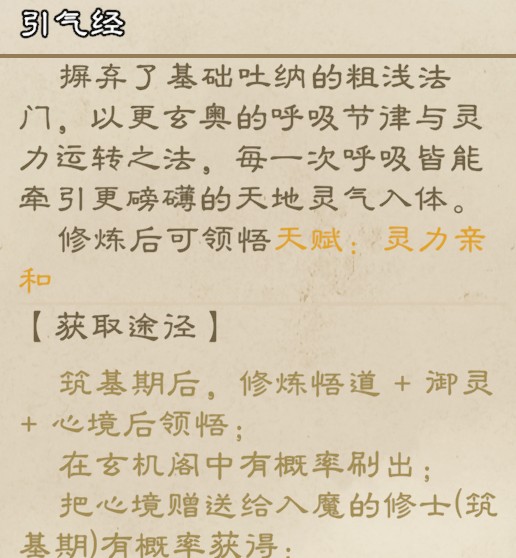 引气经
摒弃了基础吐纳的粗浅法
门，以更玄奥的呼吸节律与灵
力运转之法，每一次呼吸皆能
牵引更磅礴的天地灵气入体。
修炼后可领悟天赋：灵力亲
和
【获取途径】
筑基期后，修炼悟道 + 御灵
+ 心境后领悟；
在玄机阁中有概率刷出；
把心境赠送给入魔的修士(筑
基期)有概率获得；